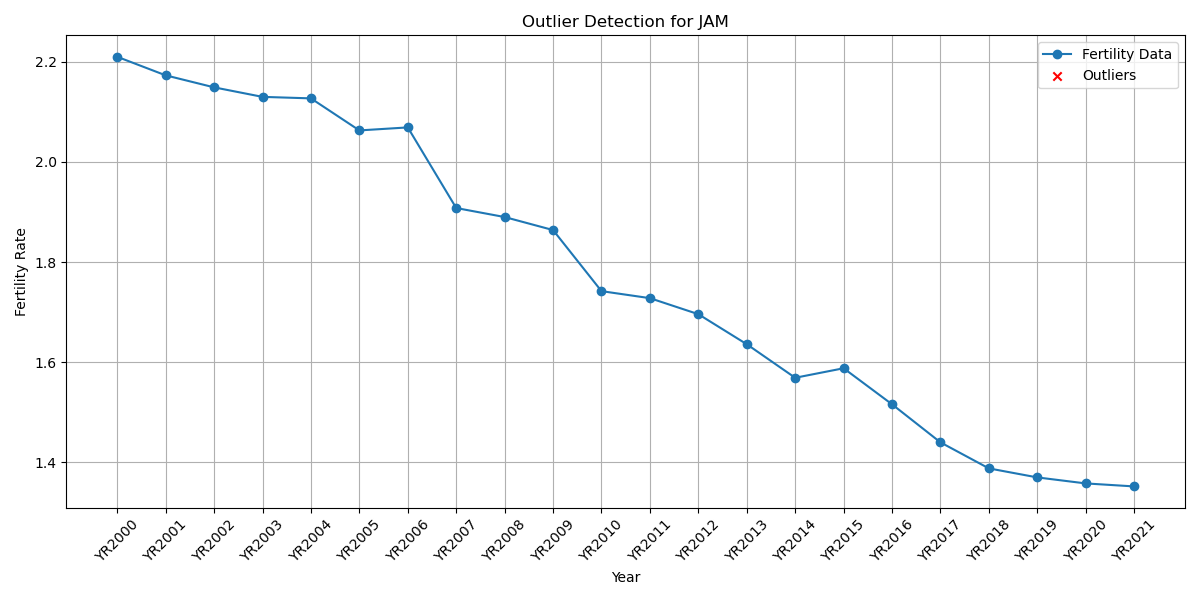 Outlier Detection for JAM
Fertility Data
Outliers
Fertility Rate
2.2
2.0
1.8
1.6
1.4
YR2000
YR2001
YR2002
YR2003
YR2004
YR2005
YR2006
YR2007
YR2008
YR2009
YR2010
YR2011
YR2012
YR2013
YR2014
YR2015
YR2016
YR2017
YR2018
YR2019
YR2020
YR2021
Year